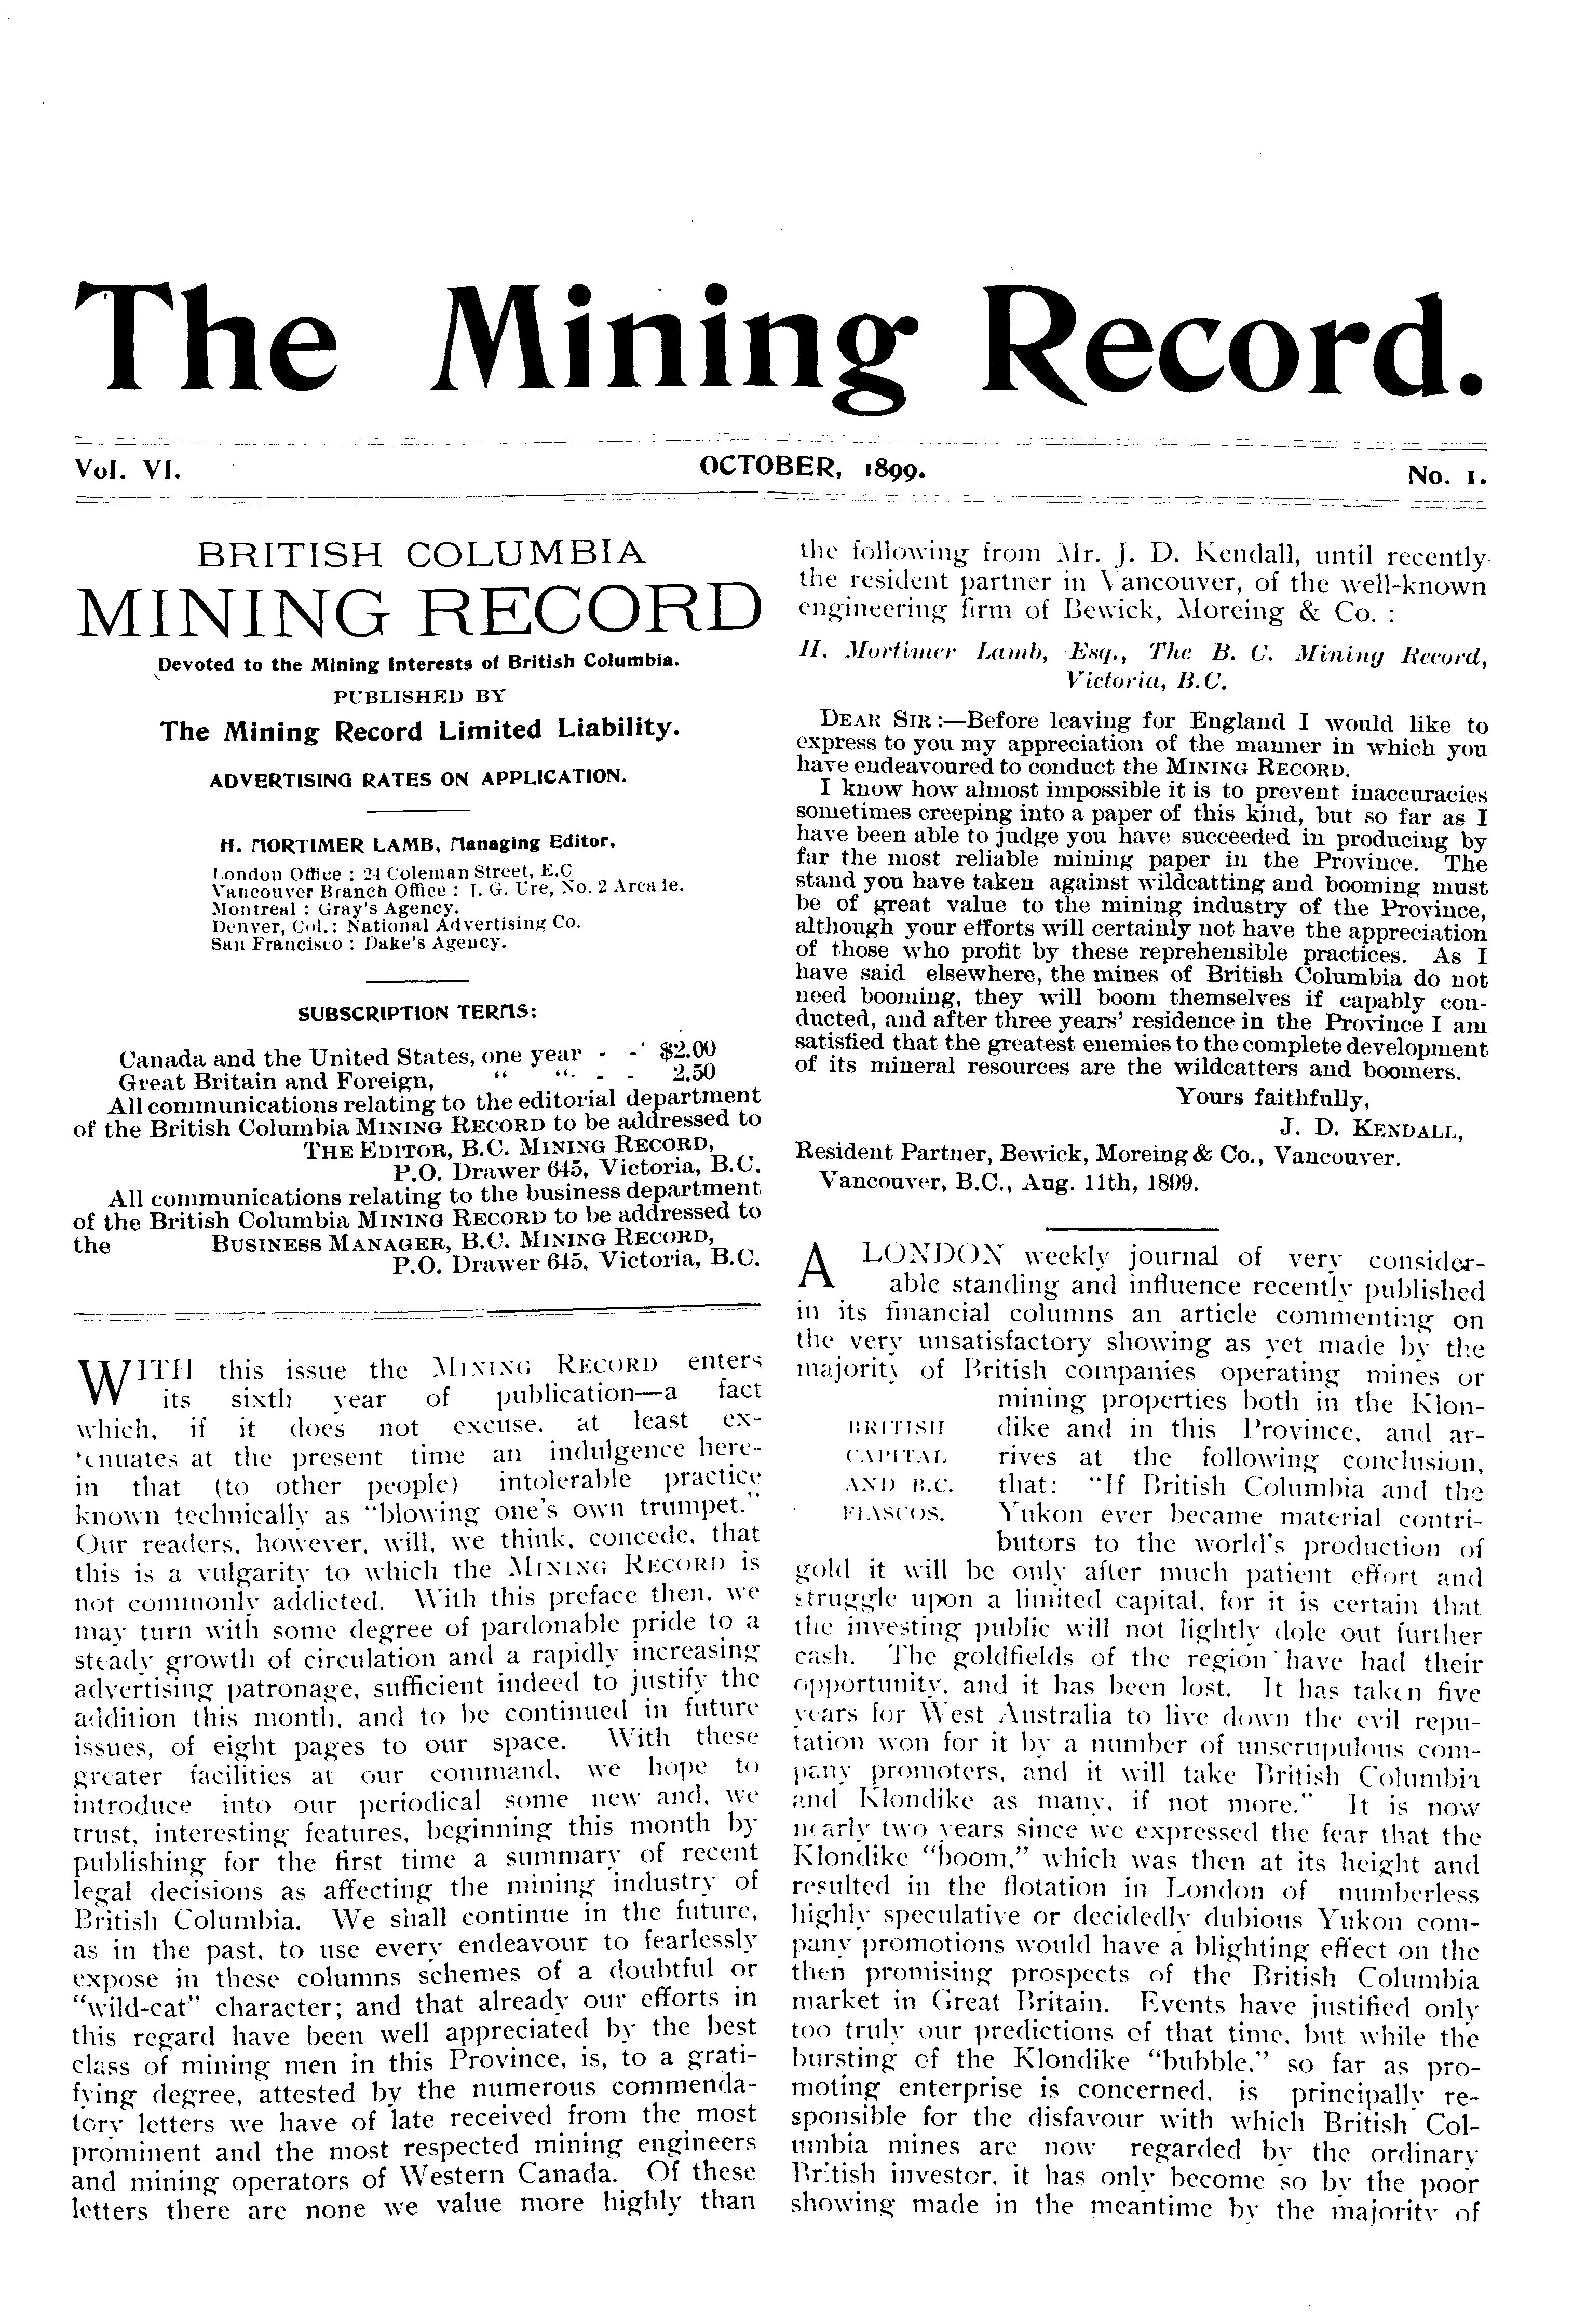 The Mining Record.
Vol. VI. OCTOBER, 1899. No. 1.
BRITISH COLUMBIA
MINING RECORD
Devoted to the Mining Interests of British Columbia.
PUBLISHED BY
The Mining Record Limited Liability.
ADVERTISING RATES ON APPLICATION.
H. MORTIMER LAMB, Managing Editor.
London Office : 24 Coleman Street, E.C
Vancouver Branch Office : J. G. Ure, No. 2 Arcade.
Montreal : Gray's Agency.
Denver, Col.: National Advertising Co.
San Francisco : Dake's Agency.
SUBSCRIPTION TERMS:
Canada and the United States, one year - - $2.00
Great Britain and Foreign, " " - - 2.50
All communications relating to the editorial department
of the British Columbia MINING RECORD to be addressed to
THE EDITOR, B.C. MINING RECORD,
P.O. Drawer 645, Victoria, B.C.
All communications relating to the business department
of the British Columbia MINING RECORD to be addressed to
the BUSINESS MANAGER, B.C. MINING RECORD,
P.O. Drawer 645, Victoria, B.C.
WITH this issue the MINING RECORD enters
its sixth year of publication—a fact
which, if it does not excuse, at least ex-
tenuates at the present time an indulgence here-
in that (to other people) intolerable practice
known technically as "blowing one's own trumpet."
Our readers, however, will, we think, concede, that
this is a vulgarity to which the MINING RECORD is
not commonly addicted. With this preface then, we
may turn with some degree of pardonable pride to a
steady growth of circulation and a rapidly increasing
advertising patronage, sufficient indeed to justify the
addition this month, and to be continued in future
issues, of eight pages to our space. With these
greater facilities at our command, we hope to
introduce into our periodical some new and, we
trust, interesting features, beginning this month by
publishing for the first time a summary of recent
legal decisions as affecting the mining industry of
British Columbia. We shall continue in the future,
as in the past, to use every endeavour to fearlessly
expose in these columns schemes of a doubtful or
"wild-cat" character; and that already our efforts in
this regard have been well appreciated by the best
class of mining men in this Province, is, to a grati-
fying degree, attested by the numerous commenda-
tory letters we have of late received from the most
prominent and the most respected mining engineers
and mining operators of Western Canada. Of these
letters there are none we value more highly than
the following from Mr. J. D. Kendall, until recently
the resident partner in Vancouver, of the well-known
engineering firm of Bewick, Moreing & Co. :
H. Mortimer Lamb, Esq., The B. C. Mining Record,
Victoria, B.C.
DEAR SIR :—Before leaving for England I would like to
express to you my appreciation of the manner in which you
have endeavoured to conduct the MINING RECORD.
I know how almost impossible it is to prevent inaccuracies
sometimes creeping into a paper of this kind, but so far as I
have been able to judge you have succeeded in producing by
far the most reliable mining paper in the Province. The
stand you have taken against wildcatting and booming must
be of great value to the mining industry of the Province,
although your efforts will certainly not have the appreciation
of those who profit by these reprehensible practices. As I
have said elsewhere, the mines of British Columbia do not
need booming, they will boom themselves if capably con-
ducted, and after three years' residence in the Province I am
satisfied that the greatest enemies to the complete development
of its mineral resources are the wildcatters and boomers.
Yours faithfully,
J. D. KENDALL,
Resident Partner, Bewick, Moreing & Co., Vancouver.
Vancouver, B.C., Aug. 11th, 1899.
A LONDON weekly journal of very consider-
able standing and influence recently published
in its financial columns an article commenting on
the very unsatisfactory showing as yet made by the
majority of British companies operating mines or
mining properties both in the Klon-
BRITISH dike and in this Province, and ar-
CAPITAL rives at the following conclusion,
AND B.C. that: "If British Columbia and the
FIASCOS. Yukon ever became material contri-
butors to the world's production of
gold it will be only after much patient effort and
struggle upon a limited capital, for it is certain that
the investing public will not lightly dole out further
cash. The goldfields of the region have had their
opportunity, and it has been lost. It has taken five
years for West Australia to live down the evil repu-
tation won for it by a number of unscrupulous com-
pany promoters, and it will take British Columbia
and Klondike as many, if not more." It is now
nearly two years since we expressed the fear that the
Klondike "boom," which was then at its height and
resulted in the flotation in London of numberless
highly speculative or decidedly dubious Yukon com-
pany promotions would have a blighting effect on the
then promising prospects of the British Columbia
market in Great Britain. Events have justified only
too truly our predictions of that time, but while the
bursting of the Klondike "bubble," so far as pro-
moting enterprise is concerned, is principally re-
sponsible for the disfavour with which British Col-
umbia mines are now regarded by the ordinary
British investor, it has only become so by the poor
showing made in the meantime by the majority of